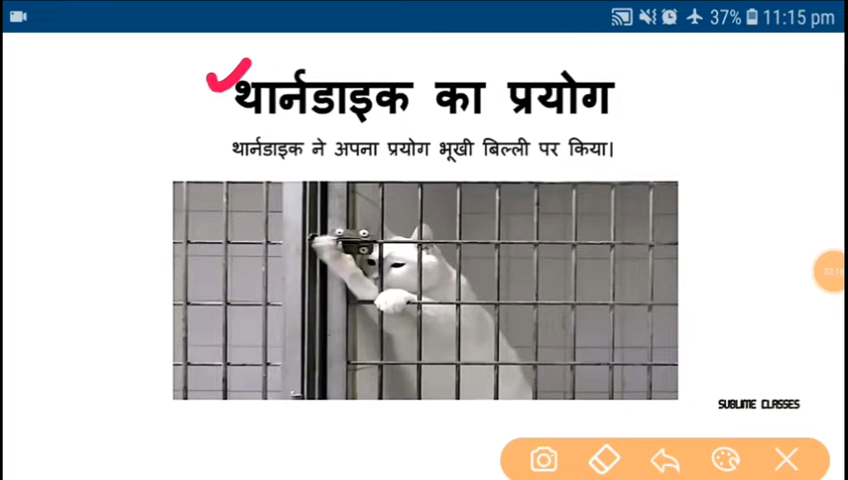 37% 11:15 pm
थार्नडाइक का प्रयोग
थार्नडाइक ने अपना प्रयोग भूखी बिल्ली पर किया।
SUBLIME CLASSES